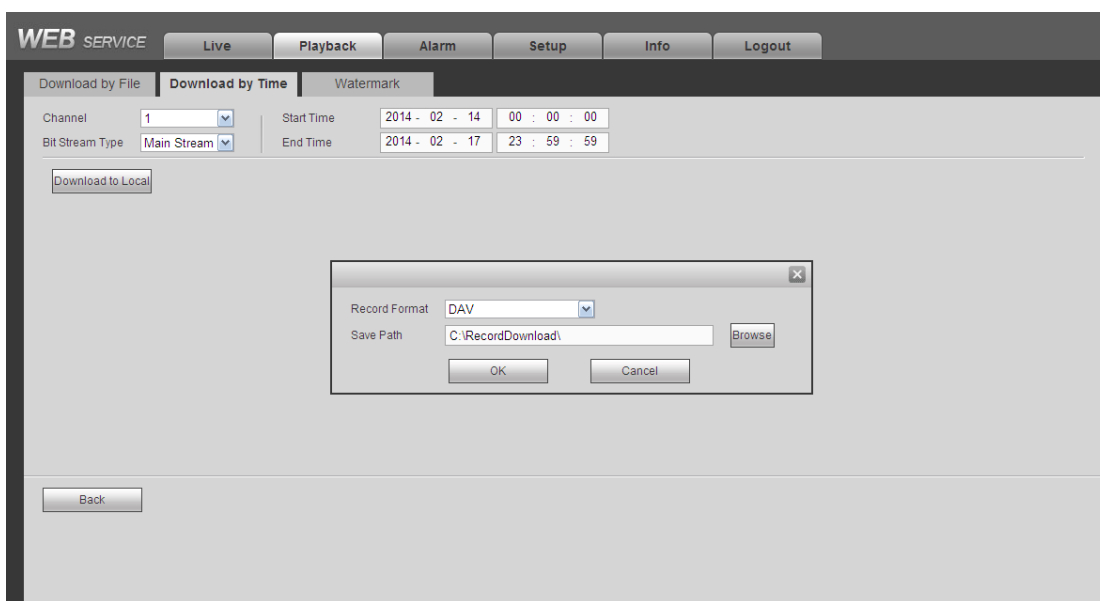 WEB SERVICE Live Playback Alarm Setup Info Logout
Download by File Download by Time Watermark
Channel 1 Start Time 2014 - 02 - 14 00 : 00 : 00
Bit Stream Type Main Stream End Time 2014 - 02 - 17 23 : 59 : 59
Download to Local
Record Format DAV
Save Path C:\RecordDownload\ Browse
OK Cancel
Back